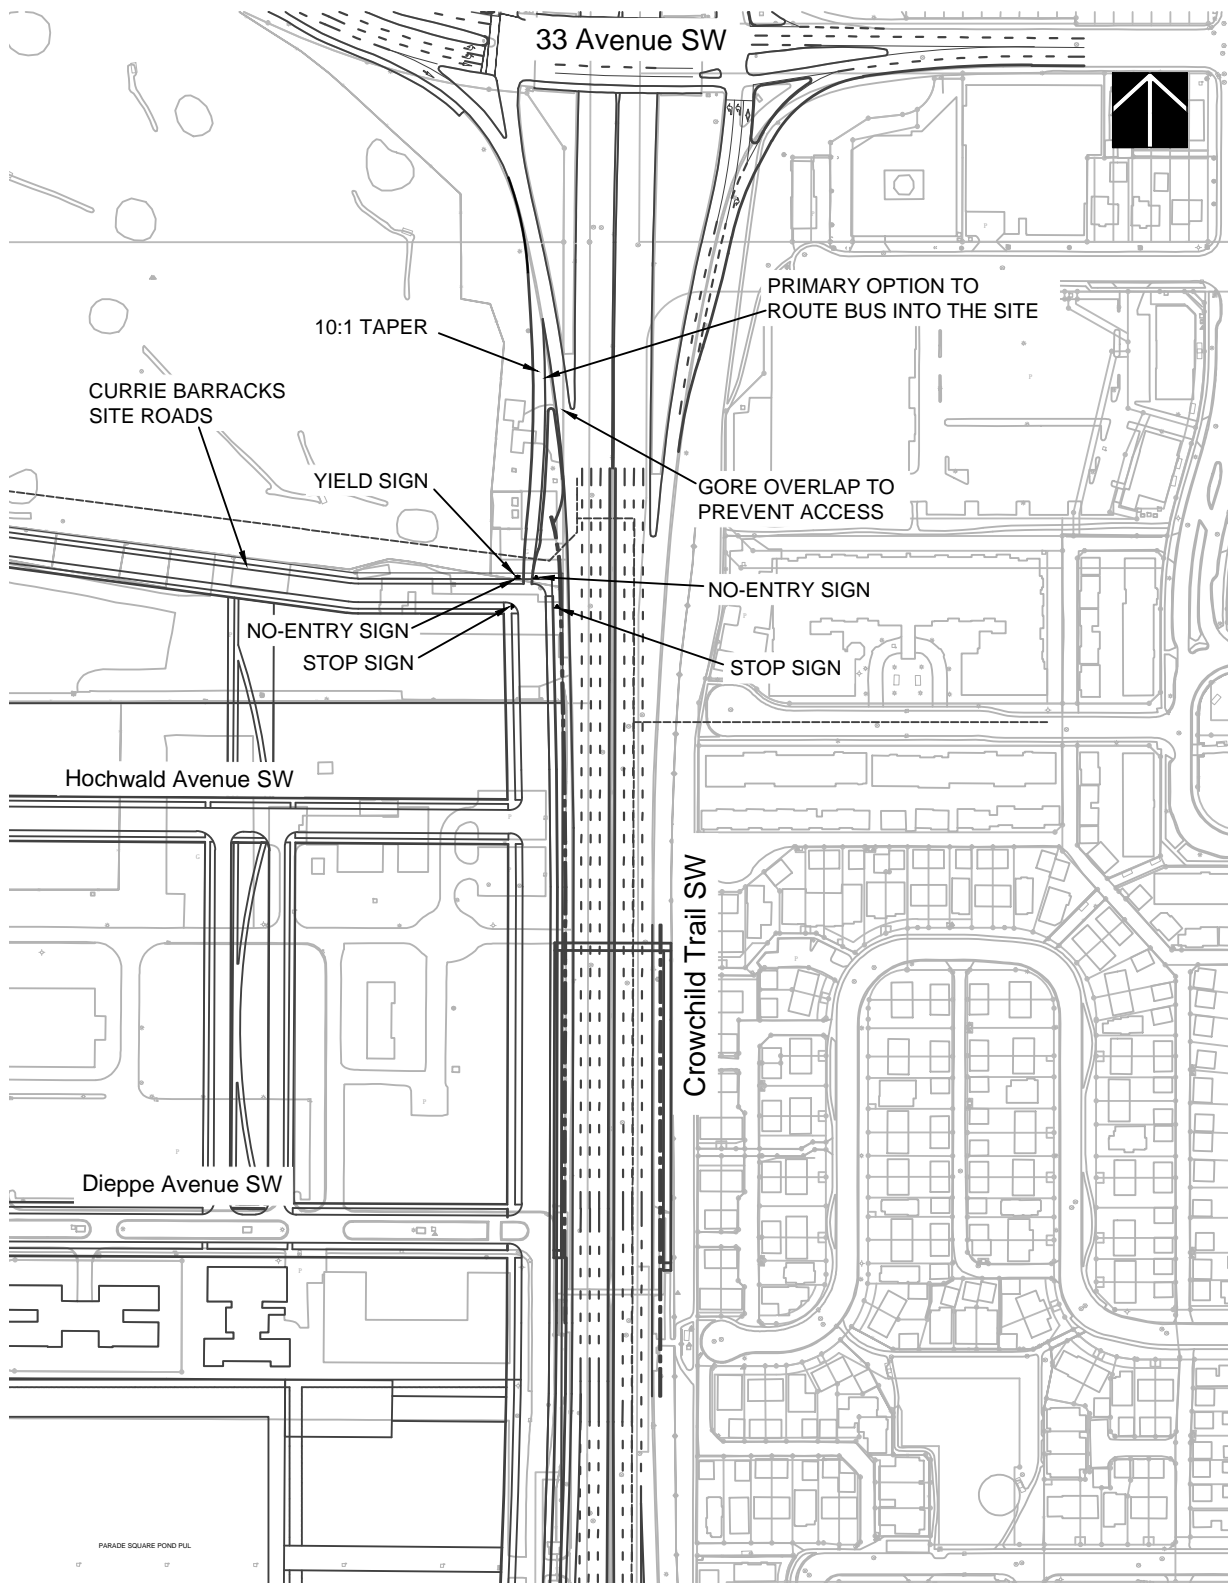 33 Avenue SW
PRIMARY OPTION TO
ROUTE BUS INTO THE SITE
10:1 TAPER
CURRIE BARRACKS
SITE ROADS
YIELD SIGN
GORE OVERLAP TO
PREVENT ACCESS
NO-ENTRY SIGN
NO-ENTRY SIGN
STOP SIGN
STOP SIGN
Hochwald Avenue SW
Crowchild Trail SW
Dieppe Avenue SW
PARADE SQUARE POND PUL